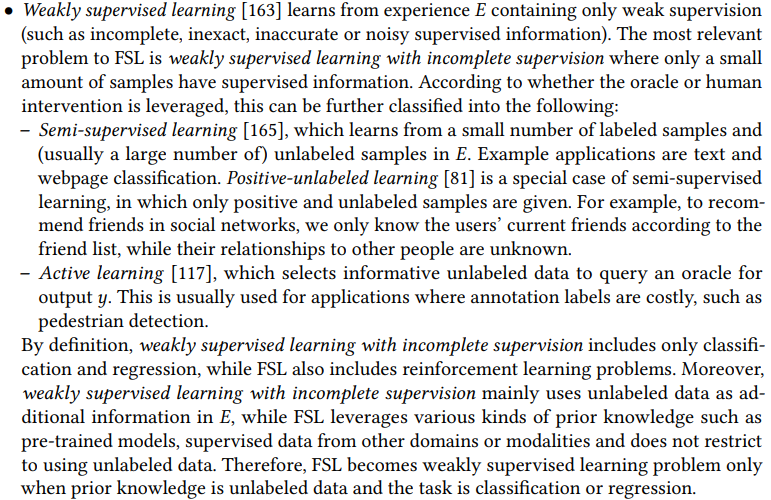 • Weakly supervised learning [163] learns from experience E containing only weak supervision
(such as incomplete, inexact, inaccurate or noisy supervised information). The most relevant
problem to FSL is weakly supervised learning with incomplete supervision where only a small
amount of samples have supervised information. According to whether the oracle or human
intervention is leveraged, this can be further classified into the following:
– Semi-supervised learning [165], which learns from a small number of labeled samples and
(usually a large number of) unlabeled samples in E. Example applications are text and
webpage classification. Positive-unlabeled learning [81] is a special case of semi-supervised
learning, in which only positive and unlabeled samples are given. For example, to recom-
mend friends in social networks, we only know the users' current friends according to the
friend list, while their relationships to other people are unknown.
– Active learning [117], which selects informative unlabeled data to query an oracle for
output y. This is usually used for applications where annotation labels are costly, such as
pedestrian detection.
By definition, weakly supervised learning with incomplete supervision includes only classifi-
cation and regression, while FSL also includes reinforcement learning problems. Moreover,
weakly supervised learning with incomplete supervision mainly uses unlabeled data as ad-
ditional information in E, while FSL leverages various kinds of prior knowledge such as
pre-trained models, supervised data from other domains or modalities and does not restrict
to using unlabeled data. Therefore, FSL becomes weakly supervised learning problem only
when prior knowledge is unlabeled data and the task is classification or regression.